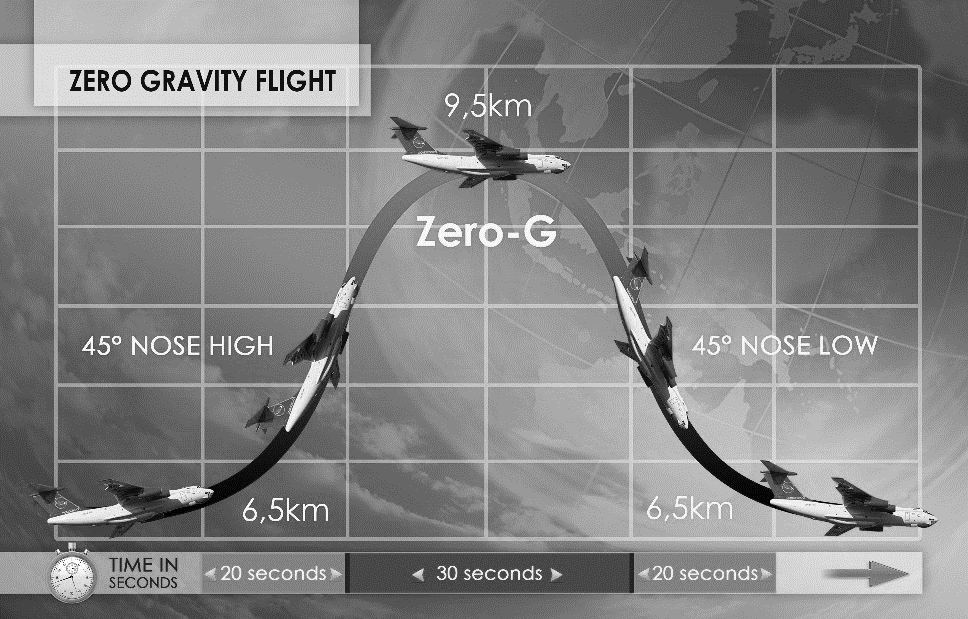 ZERO GRAVITY FLIGHT
9,5km
Zero-G
45° NOSE HIGH
45° NOSE LOW
6,5km
6,5km
TIME IN
SECONDS
20 seconds
30 seconds
20 seconds